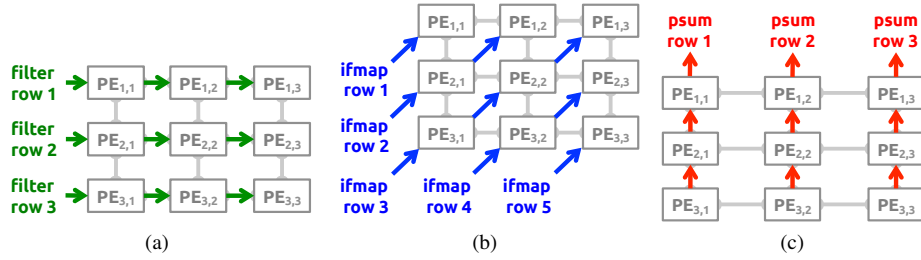 filter
row 1
PE1,1 PE1,2 PE1,3
filter
row 2
PE2,1 PE2,2 PE2,3
filter
row 3
PE3,1 PE3,2 PE3,3
(a)
PE1,1 PE1,2 PE1,3
ifmap
row 1
PE2,1 PE2,2 PE2,3
ifmap
row 2
PE3,1 PE3,2 PE3,3
ifmap ifmap ifmap
row 3 row 4 row 5
(b)
psum psum psum
row 1 row 2 row 3
PE1,1 PE1,2 PE1,3
PE2,1 PE2,2 PE2,3
PE3,1 PE3,2 PE3,3
(c)